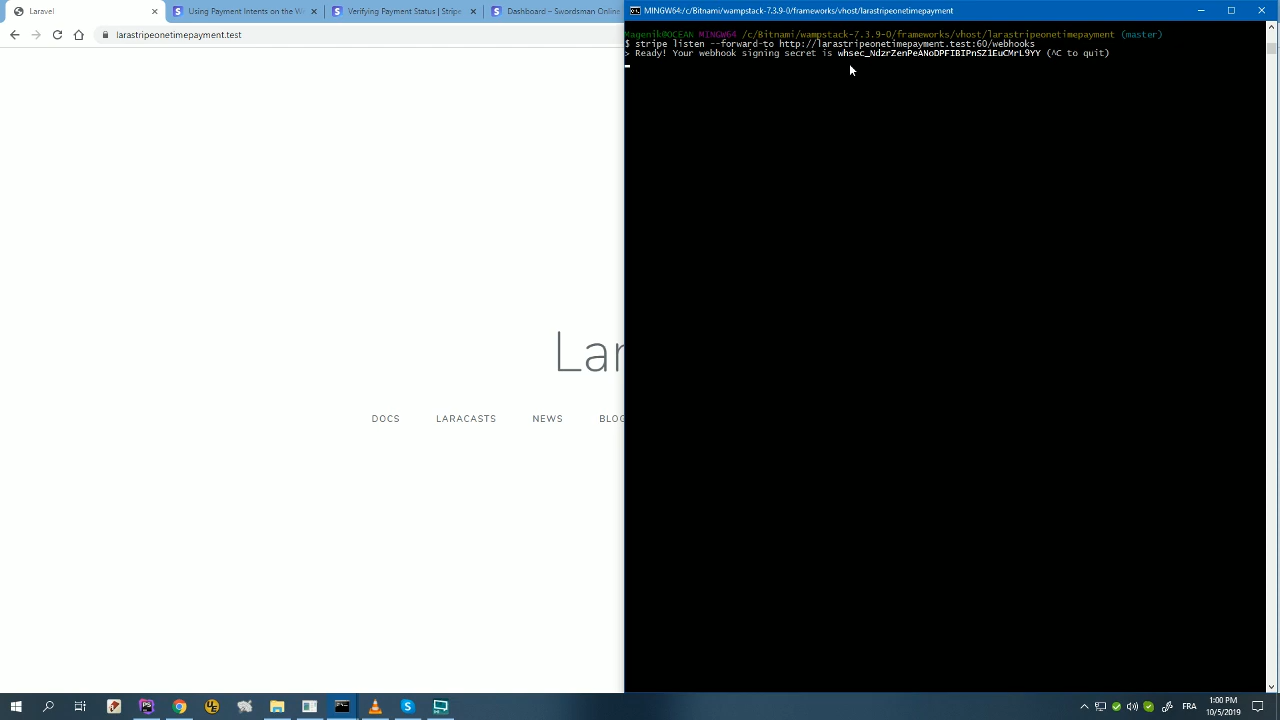 Laravel
Using Payment Intents on the We
Verifying Payment Status | Stripe
Dashboard – Swordsman Online
larastripeonetimepayment.test
MINGW64:/c/Bitnami/wampstack-7.3.9-0/frameworks/vhost/larastripeonetimepayment
Magenik@OCEAN MINGW64 /c/Bitnami/wampstack-7.3.9-0/frameworks/vhost/larastripeonetimepayment (master)
$ stripe listen --forward-to http://larastripeonetimepayment.test:60/webhooks
> Ready! Your webhook signing secret is (^C to quit)
Lar
DOCS LARACASTS NEWS BLOG
FRA
1:00 PM
10/5/2019